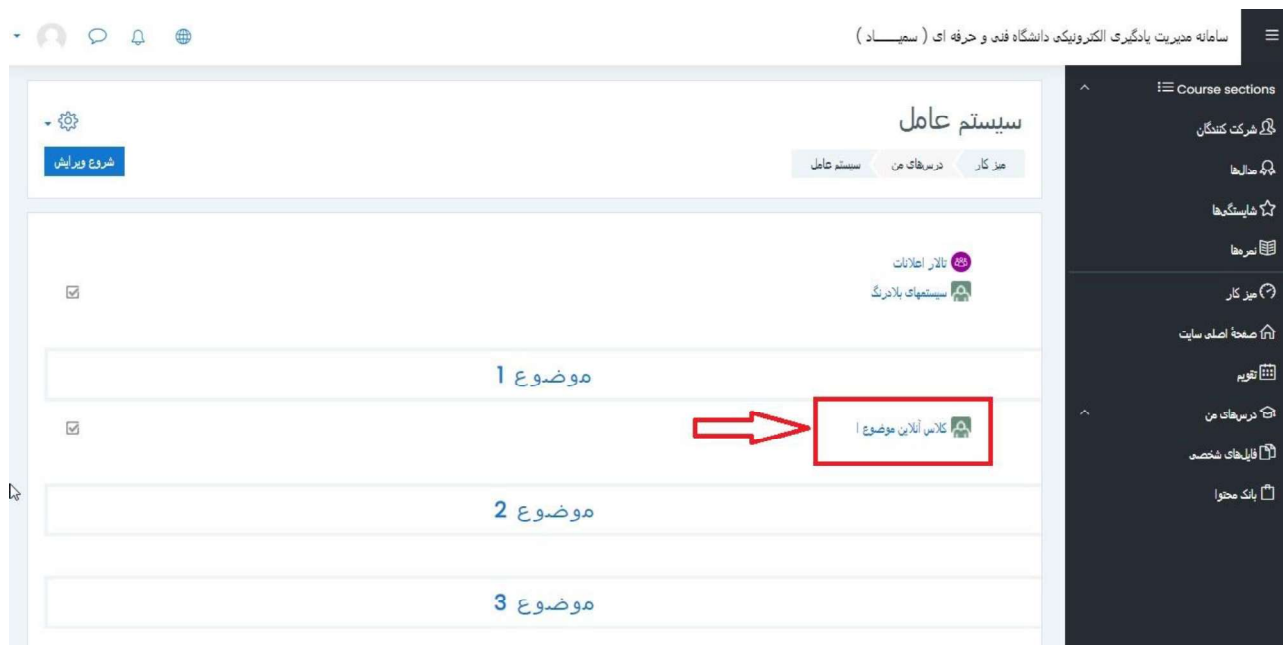 سامانه مدیریت یادگیری الکترونیکی دانشگاه فنی و حرفه ای ( سمیـــــاد )
Course sections
شرکت کنندگان
مدال‌ها
شایستگی‌ها
نمره‌ها
میز کار
صفحهٔ اصلی سایت
تقویم
درس‌های من
فایل‌های شخصی
بانک محتوا
سیستم عامل
میز کار درس‌های من سیستم عامل
شروع ویرایش
تالار اعلانات
سیستمهای بلادرنگ
موضوع 1
کلاس آنلاین موضوع ا
موضوع 2
موضوع 3